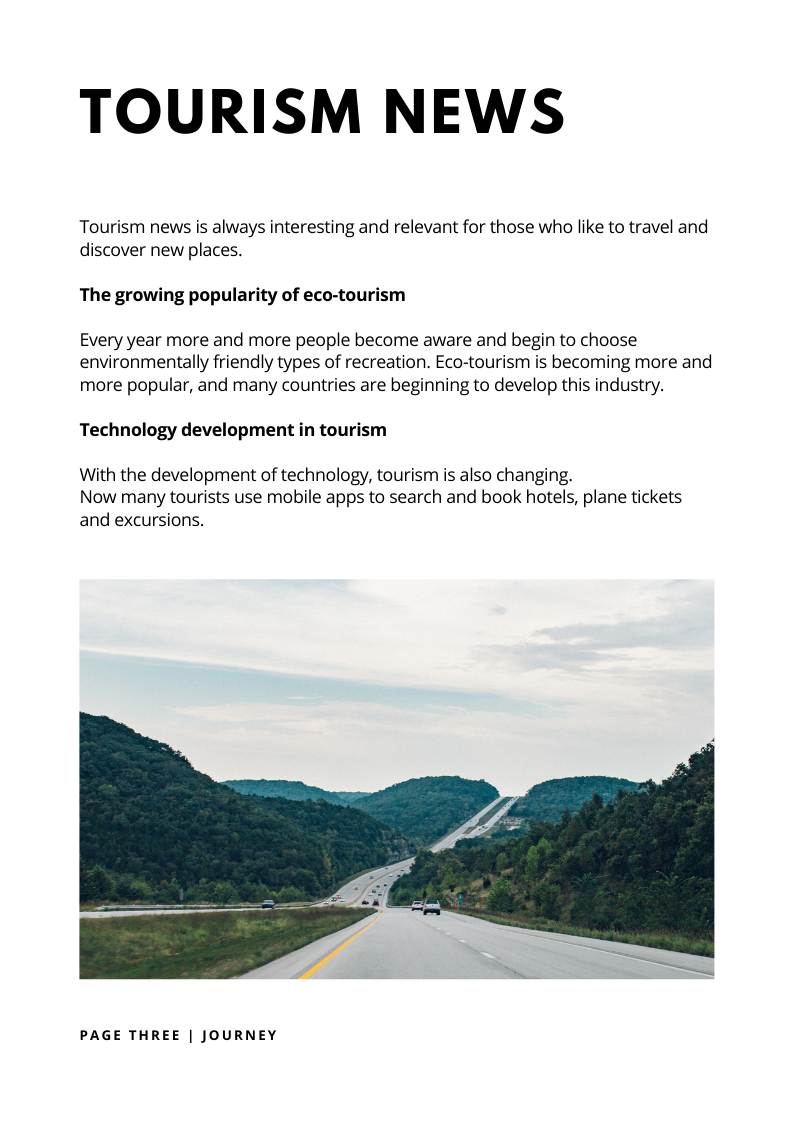 TOURISM NEWS
Tourism news is always interesting and relevant for those who like to travel and
discover new places.
The growing popularity of eco-tourism
Every year more and more people become aware and begin to choose
environmentally friendly types of recreation. Eco-tourism is becoming more and
more popular, and many countries are beginning to develop this industry.
Technology development in tourism
With the development of technology, tourism is also changing.
Now many tourists use mobile apps to search and book hotels, plane tickets
and excursions.
PAGE THREE | JOURNEY